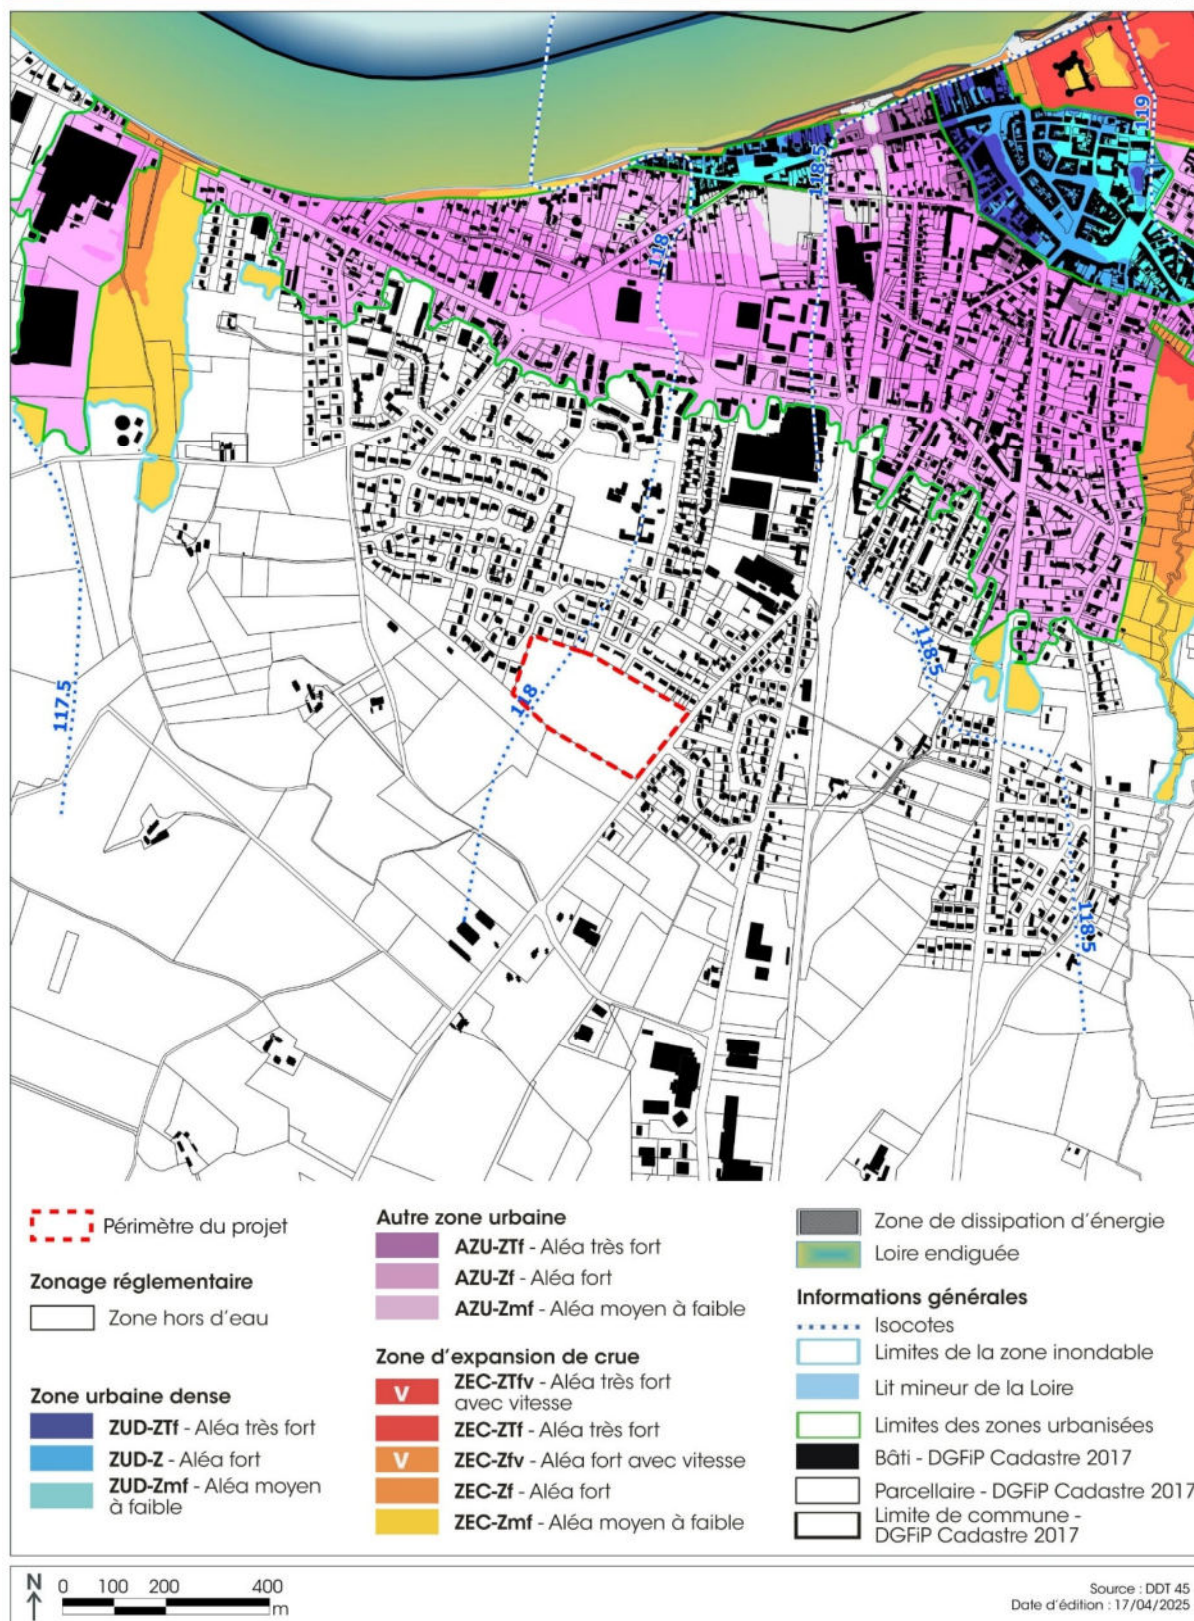 119
118.5
118
118
118.5
117.5
118.5
Périmètre du projet
Zonage réglementaire
Zone hors d'eau
Zone urbaine dense
ZUD-ZTf - Aléa très fort
ZUD-Z - Aléa fort
ZUD-Zmf - Aléa moyen
à faible
Autre zone urbaine
AZU-ZTf - Aléa très fort
AZU-Zf - Aléa fort
AZU-Zmf - Aléa moyen à faible
Zone d'expansion de crue
V
ZEC-ZTfv - Aléa très fort
avec vitesse
ZEC-ZTf - Aléa très fort
V
ZEC-Zfv - Aléa fort avec vitesse
ZEC-Zf - Aléa fort
ZEC-Zmf - Aléa moyen à faible
Zone de dissipation d'énergie
Loire endiguée
Informations générales
Isocotes
Limites de la zone inondable
Lit mineur de la Loire
Limites des zones urbanisées
Bâti - DGFiP Cadastre 2017
Parcellaire - DGFiP Cadastre 2017
Limite de commune -
DGFiP Cadastre 2017
N
0 100 200 400
m
Source : DDT 45
Date d'édition : 17/04/2025